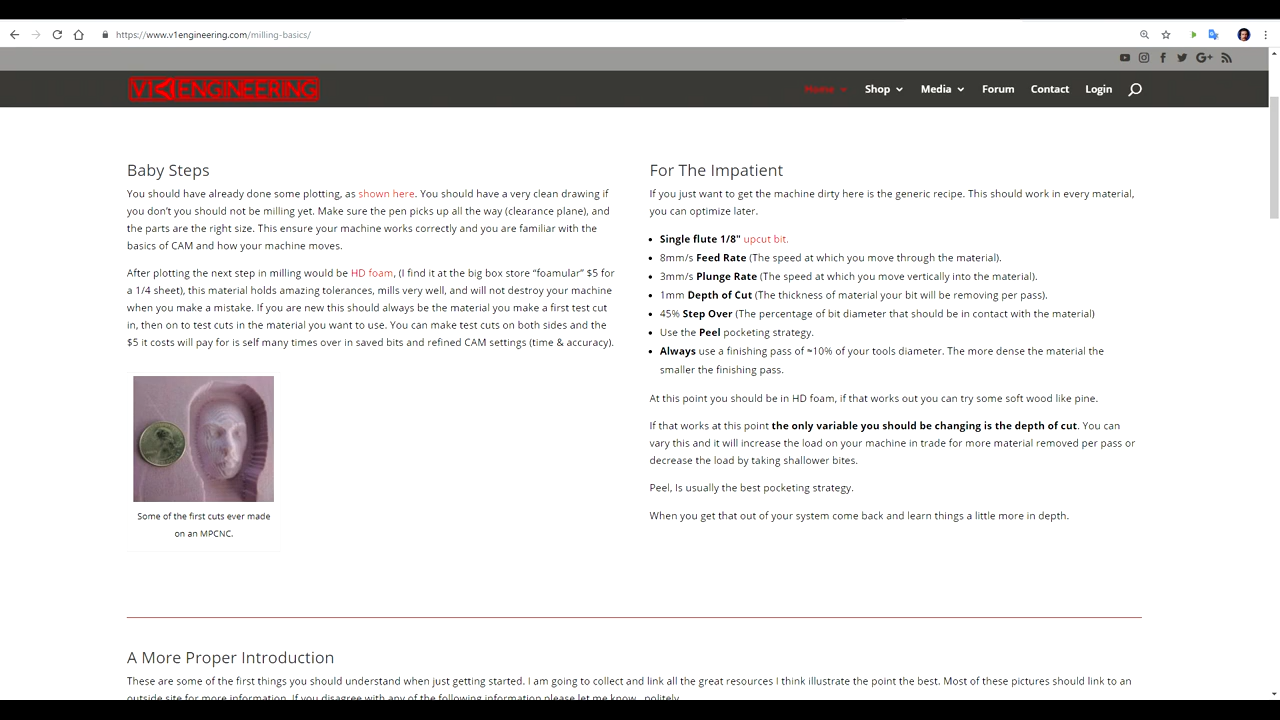 https://www.v1engineering.com/milling-basics/
V1 ENGINEERING
Home
Shop
Media
Forum
Contact
Login
Baby Steps
You should have already done some plotting, as shown here. You should have a very clean drawing if
you don't you should not be milling yet. Make sure the pen picks up all the way (clearance plane), and
the parts are the right size. This ensure your machine works correctly and you are familiar with the
basics of CAM and how your machine moves.
After plotting the next step in milling would be HD foam, (I find it at the big box store "foamular" $5 for
a 1/4 sheet), this material holds amazing tolerances, mills very well, and will not destroy your machine
when you make a mistake. If you are new this should always be the material you make a first test cut
in, then on to test cuts in the material you want to use. You can make test cuts on both sides and the
$5 it costs will pay for is self many times over in saved bits and refined CAM settings (time & accuracy).
Some of the first cuts ever made
on an MPCNC.
For The Impatient
If you just want to get the machine dirty here is the generic recipe. This should work in every material,
you can optimize later.
• Single flute 1/8" upcut bit.
• 8mm/s Feed Rate (The speed at which you move through the material).
• 3mm/s Plunge Rate (The speed at which you move vertically into the material).
• 1mm Depth of Cut (The thickness of material your bit will be removing per pass).
• 45% Step Over (The percentage of bit diameter that should be in contact with the material)
• Use the Peel pocketing strategy.
• Always use a finishing pass of ≈10% of your tools diameter. The more dense the material the
smaller the finishing pass.
At this point you should be in HD foam, if that works out you can try some soft wood like pine.
If that works at this point the only variable you should be changing is the depth of cut. You can
vary this and it will increase the load on your machine in trade for more material removed per pass or
decrease the load by taking shallower bites.
Peel, Is usually the best pocketing strategy.
When you get that out of your system come back and learn things a little more in depth.
A More Proper Introduction
These are some of the first things you should understand when just getting started. I am going to collect and link all the great resources I think illustrate the point the best. Most of these pictures should link to an
outside site for more information. If you disagree with any of the following information please let me know...politely.